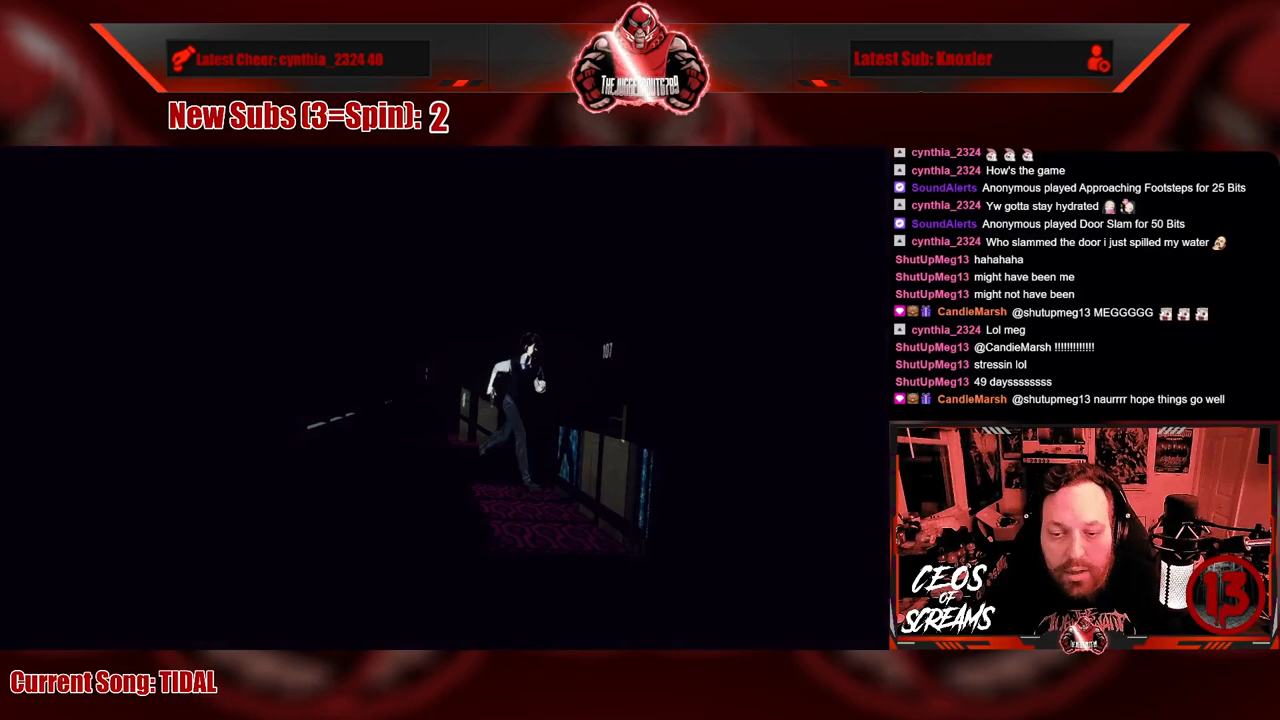 Latest Cheer: cynthia_2324 40
THEJUGGERNOUT6789
Latest Sub: Knoxler
New Subs (3=Spin): 2
cynthia_2324
cynthia_2324 How's the game
SoundAlerts Anonymous played Approaching Footsteps for 25 Bits
cynthia_2324 Yw gotta stay hydrated
SoundAlerts Anonymous played Door Slam for 50 Bits
cynthia_2324 Who slammed the door i just spilled my water
ShutUpMeg13 hahahaha
ShutUpMeg13 might have been me
ShutUpMeg13 might not have been
CandieMarsh @shutupmeg13 MEGGGGG
cynthia_2324 Lol meg
ShutUpMeg13 @CandieMarsh !!!!!!!!!!!!!
ShutUpMeg13 stressin lol
ShutUpMeg13 49 dayssssssss
CandieMarsh @shutupmeg13 naurrrr hope things go well
107
CEOS
OF
SCREAMS
13
Current Song: TIDAL